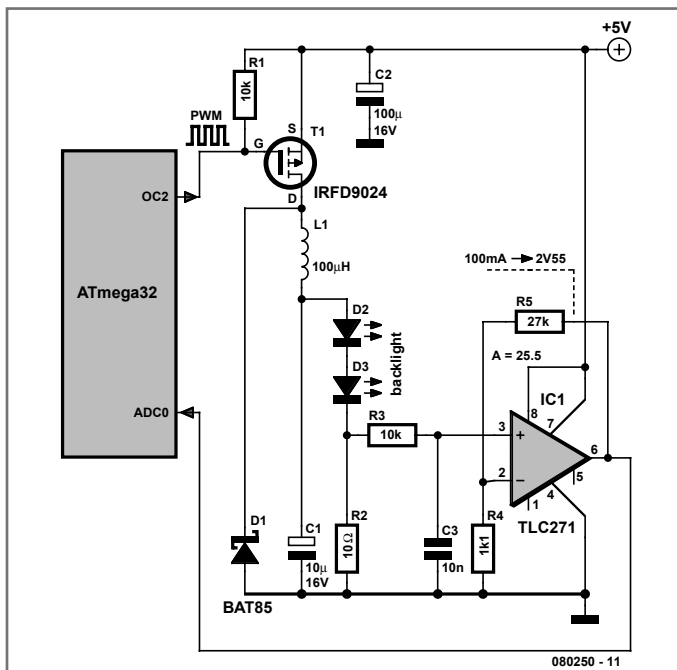 +5V
R1
10k
C2
100µ
16V
PWM
S
T1
G
IRFD9024
D
OC2
L1
100µH
ATmega32
100mA → 2V55
R5
27k
D2
D3
backlight
A = 25.5
IC1
R3
10k
8
7
3
+
6
2
−
5
4
1
TLC271
ADC0
D1
BAT85
C1
10µ
16V
R2
10Ω
C3
10n
R4
1k1
080250 - 11